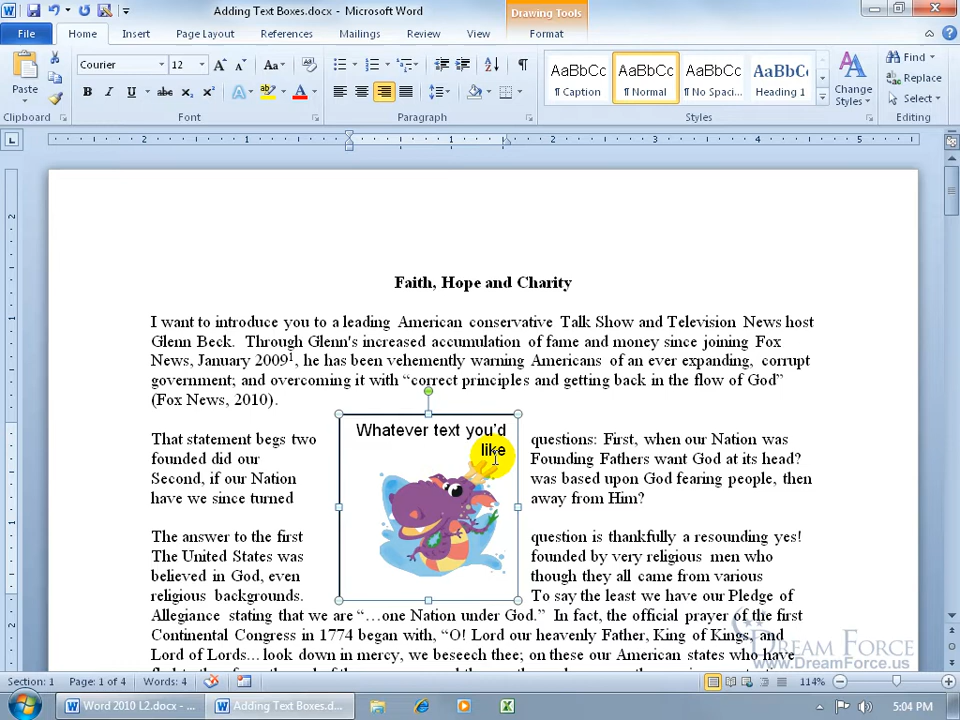 Adding Text Boxes.docx - Microsoft Word
Drawing Tools
File Home Insert Page Layout References Mailings Review View Format
Paste
Courier 12
Clipboard Font Paragraph Styles Editing
AaBbCc AaBbCc AaBbCc AaBbCc
¶ Caption ¶ Normal ¶ No Spaci... Heading 1
Change Styles
Find
Replace
Select
Faith, Hope and Charity
I want to introduce you to a leading American conservative Talk Show and Television News host
Glenn Beck. Through Glenn's increased accumulation of fame and money since joining Fox
News, January 2009¹, he has been vehemently warning Americans of an ever expanding, corrupt
government; and overcoming it with “correct principles and getting back in the flow of God”
(Fox News, 2010).
Whatever text you'd
like
That statement begs two questions: First, when our Nation was
founded did our Founding Fathers want God at its head?
Second, if our Nation was based upon God fearing people, then
have we since turned away from Him?
The answer to the first question is thankfully a resounding yes!
The United States was founded by very religious men who
believed in God, even though they all came from various
religious backgrounds. To say the least we have our Pledge of
Allegiance stating that we are “…one Nation under God.” In fact, the official prayer of the first
Continental Congress in 1774 began with, “O! Lord our heavenly Father, King of Kings, and
Lord of Lords... look down in mercy, we beseech thee; on these our American states who have
DREAM FORCE
www.DreamForce.us
Section: 1 Page: 1 of 4 Words: 4 114%
Word 2010 L2.docx - ... Adding Text Boxes.d... 5:04 PM